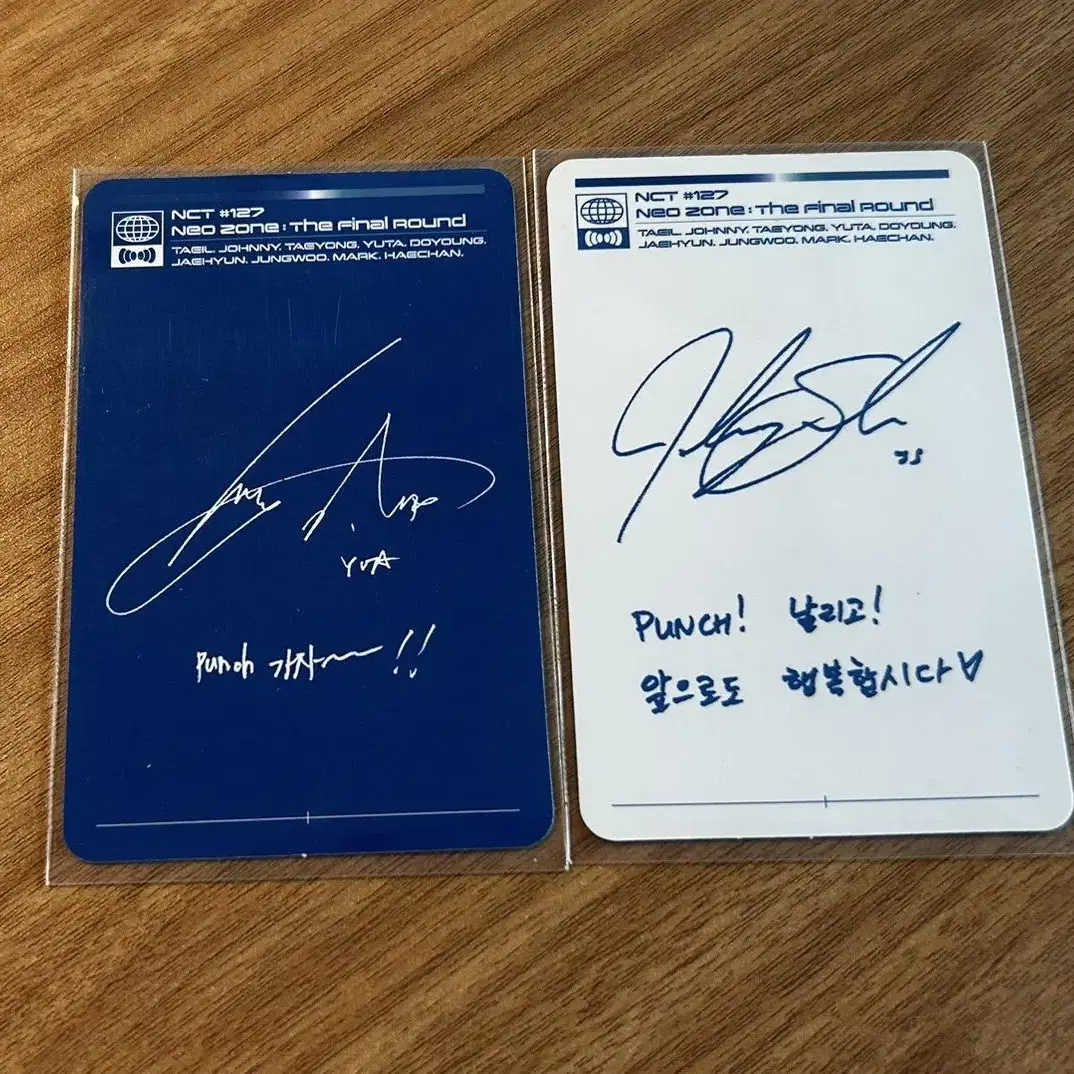 NCT #127
Neo Zone : The Final Round
TAEIL. JOHNNY. TAEYONG. YUTA. DOYOUNG.
JAEHYUN. JUNGWOO. MARK. HAECHAN.
YUTA
Punch 가자~~ !!
NCT #127
Neo Zone : The Final Round
TAEIL. JOHNNY. TAEYONG. YUTA. DOYOUNG.
JAEHYUN. JUNGWOO. MARK. HAECHAN.
JS
PUNCH! 날리고!
앞으로도 행복합시다♡